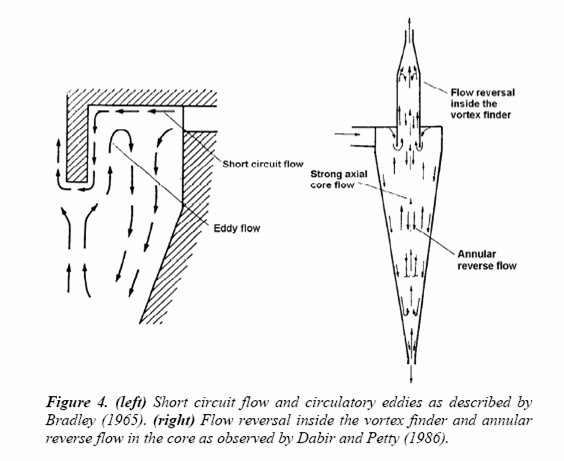 Short circuit flow
Eddy flow
Flow reversal
inside the
vortex finder
Strong axial
core flow
Annular
reverse flow
Figure 4. (left) Short circuit flow and circulatory eddies as described by
Bradley (1965). (right) Flow reversal inside the vortex finder and annular
reverse flow in the core as observed by Dabir and Petty (1986).